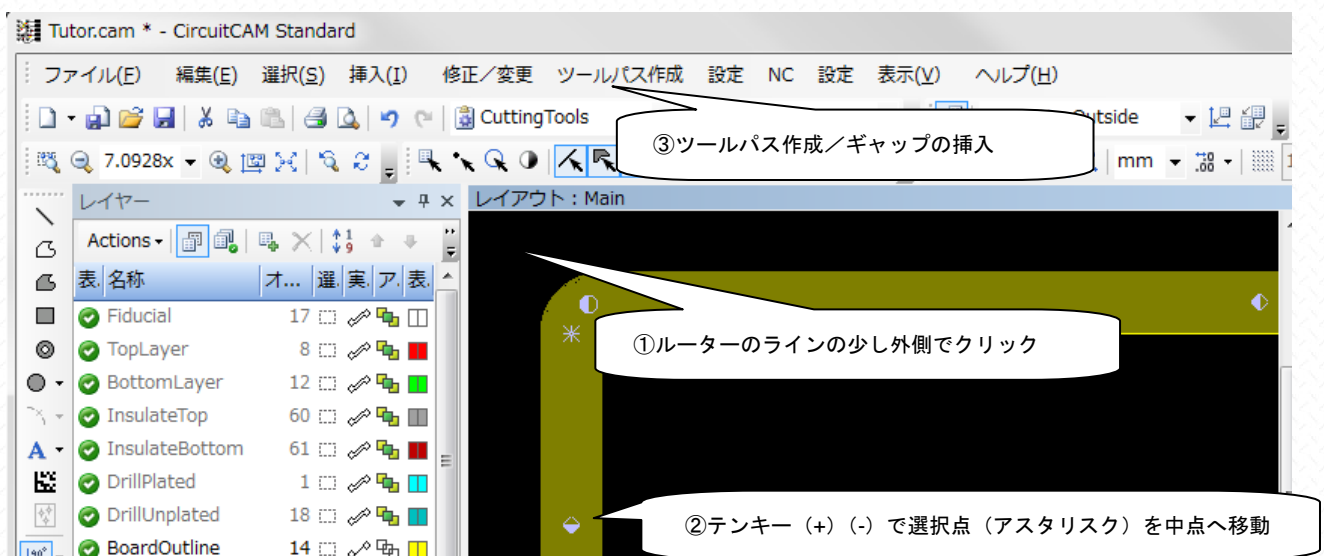 Tutor.cam * - CircuitCAM Standard
ファイル(F) 編集(E) 選択(S) 挿入(I) 修正／変更 ツールパス作成 設定 NC 設定 表示(V) ヘルプ(H)
CuttingTools
utside
③ツールパス作成／ギャップの挿入
7.0928x
mm
レイヤー
レイアウト：Main
Actions
表. 名称 オ... 選. 実. ア. 表.
Fiducial 17
TopLayer 8
BottomLayer 12
InsulateTop 60
InsulateBottom 61
DrillPlated 1
DrillUnplated 18
BoardOutline 14
①ルーターのラインの少し外側でクリック
②テンキー（+）（-）で選択点（アスタリスク）を中点へ移動